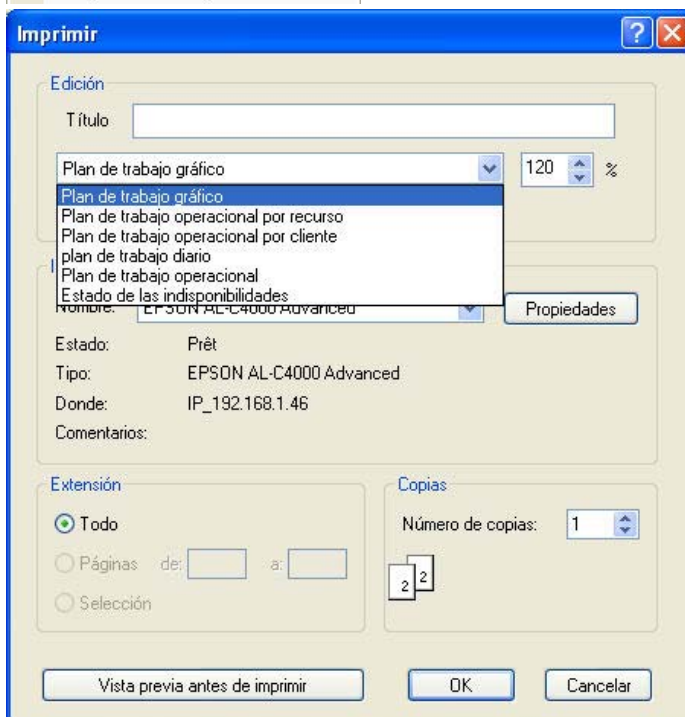 Imprimir
Edición
Título
Plan de trabajo gráfico 120 %
Plan de trabajo gráfico
Plan de trabajo operacional por recurso
Plan de trabajo operacional por cliente
plan de trabajo diario
Plan de trabajo operacional
Estado de las indisponibilidades
Nombre: EPSON AL-C4000 Advanced Propiedades
Estado: Prêt
Tipo: EPSON AL-C4000 Advanced
Donde: IP_192.168.1.46
Comentarios:
Extensión Copias
Todo Número de copias: 1
Páginas de: a:
2 2
Selección
Vista previa antes de imprimir OK Cancelar